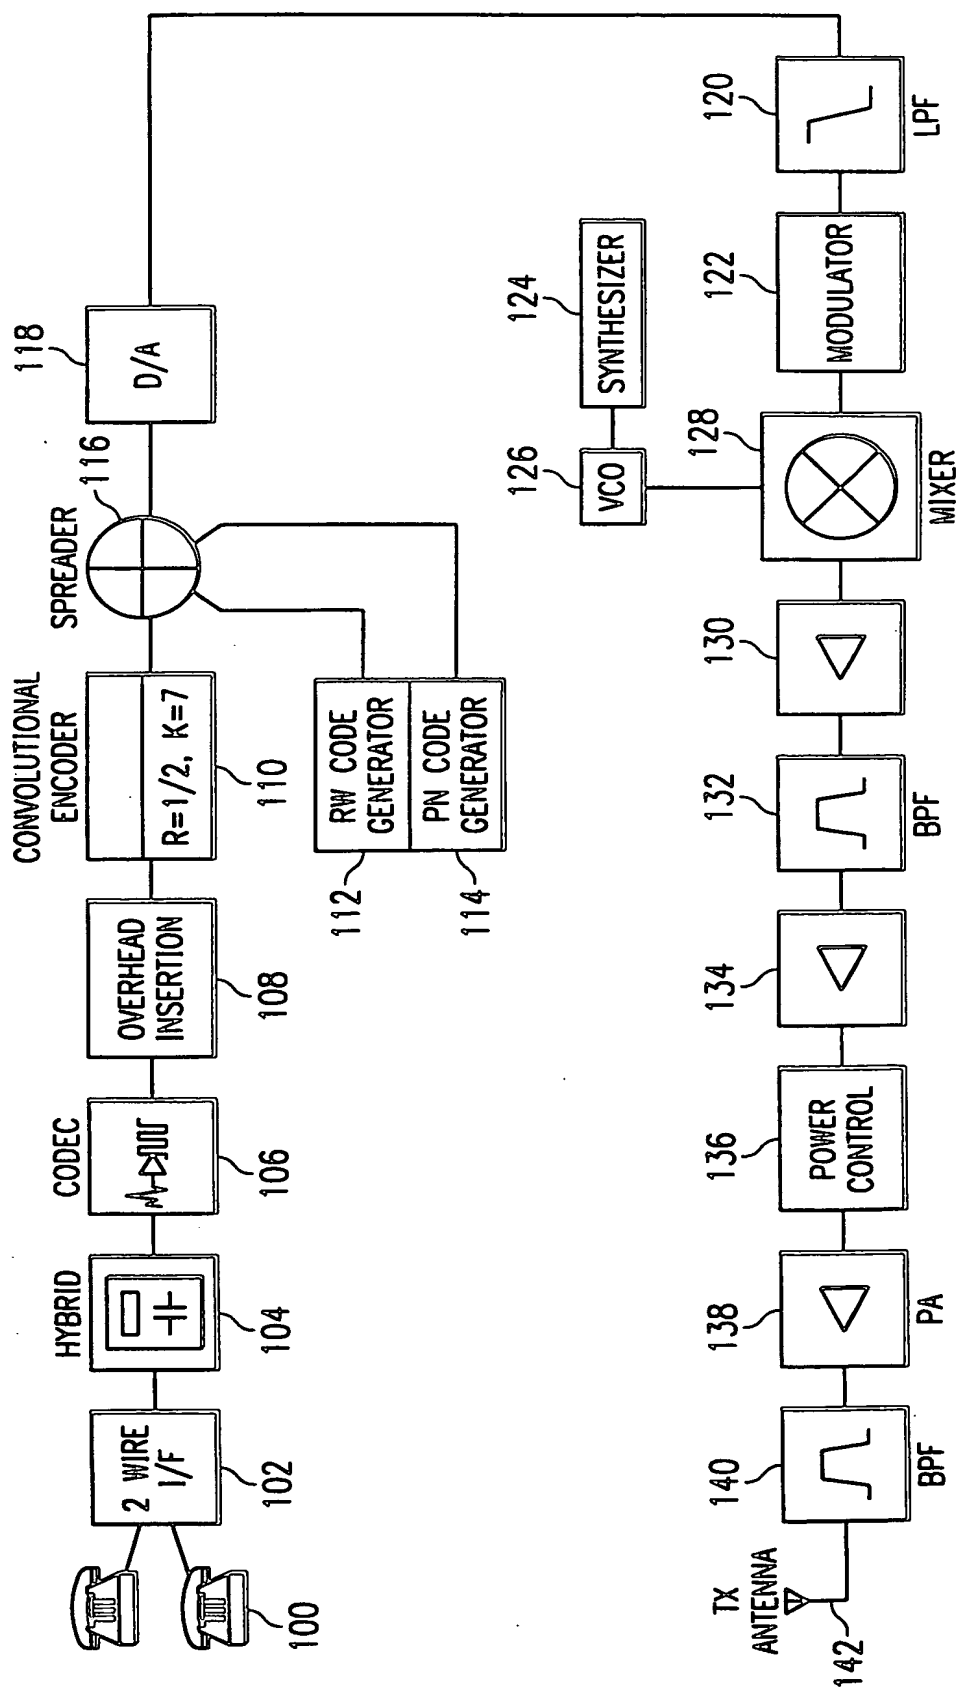 100
2 WIRE
I/F
102
HYBRID
104
CODEC
106
OVERHEAD
INSERTION
108
CONVOLUTIONAL
ENCODER
R=1/2, K=7
110
RW CODE
GENERATOR
112
PN CODE
GENERATOR
114
SPREADER
116
D/A
118
120
LPF
MODULATOR
122
SYNTHESIZER
124
VCO
126
128
MIXER
130
132
BPF
134
POWER
CONTROL
136
138
PA
140
BPF
TX
ANTENNA
142